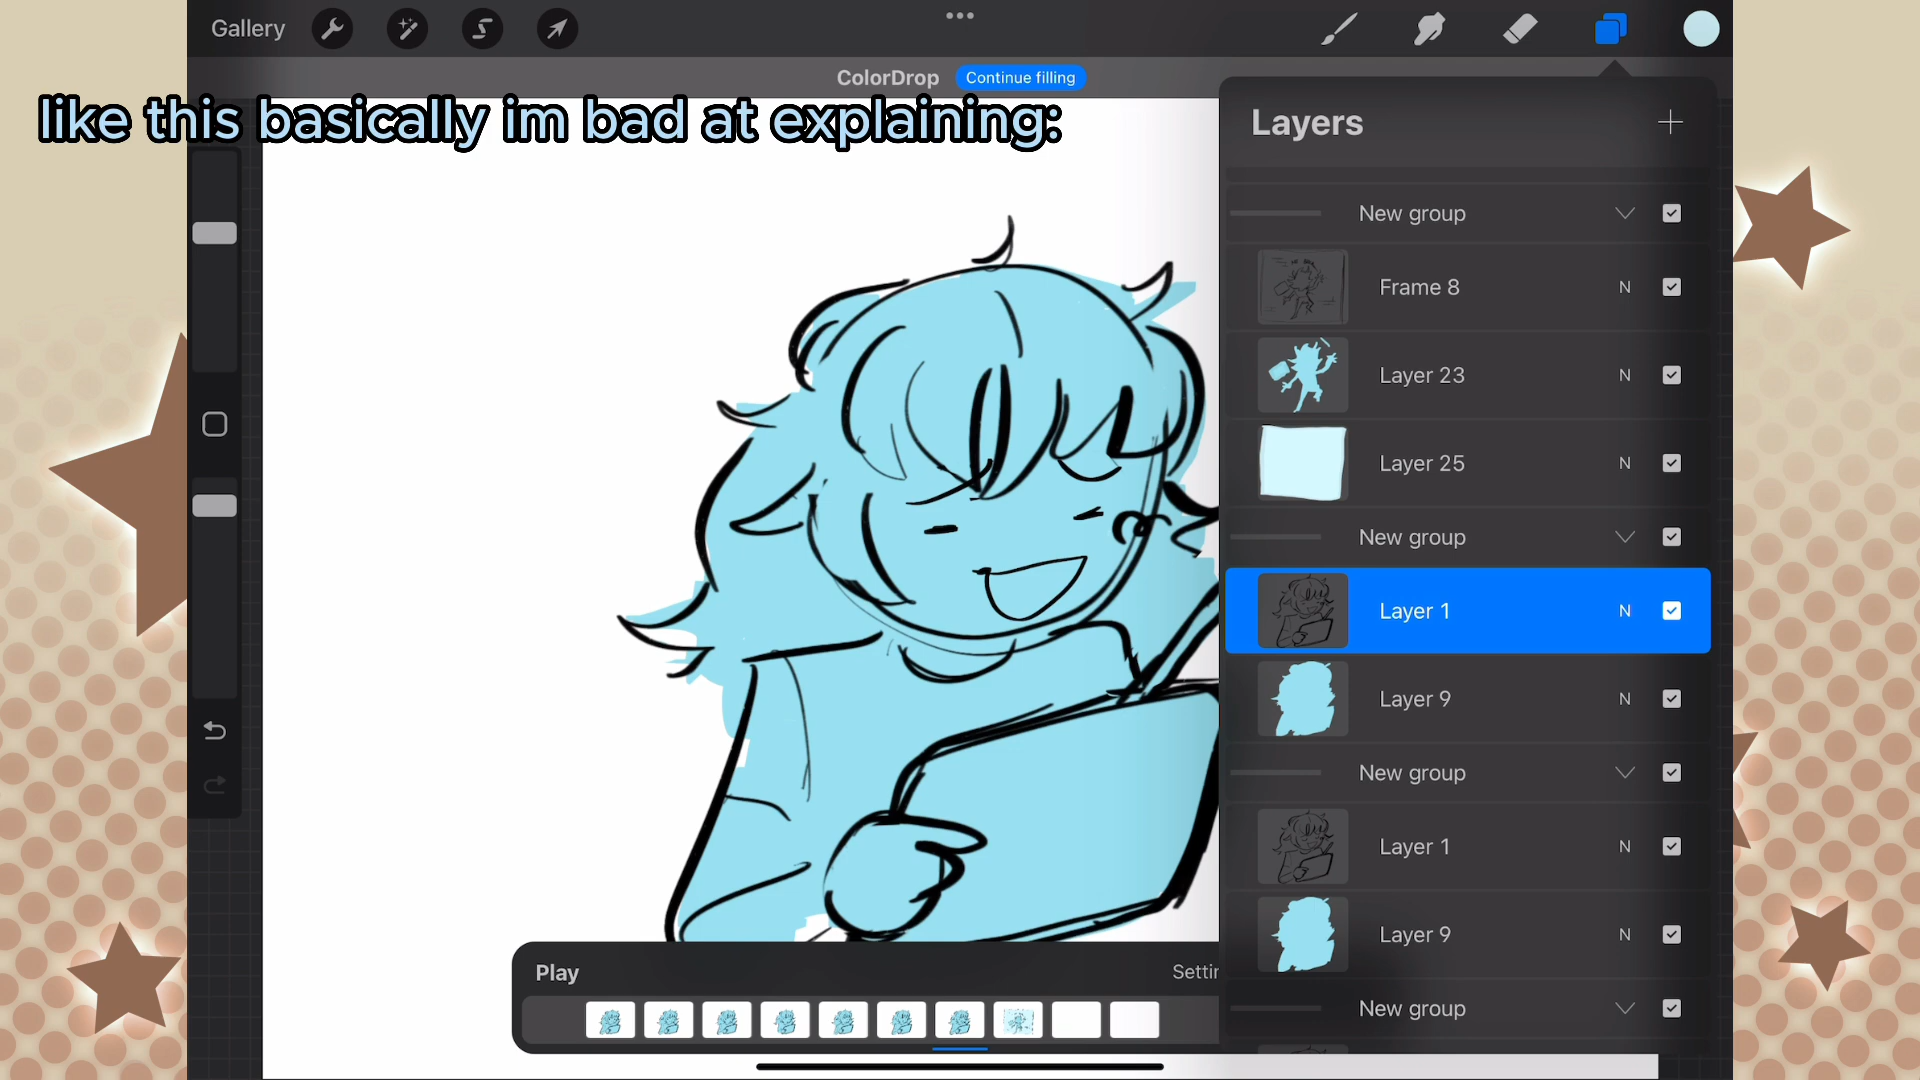 Gallery
ColorDrop Continue filling
like this basically im bad at explaining:
Layers
New group
Frame 8 N
Layer 23 N
Layer 25 N
New group
Layer 1 N
Layer 9 N
New group
Layer 1 N
Layer 9 N
New group
Play Settin